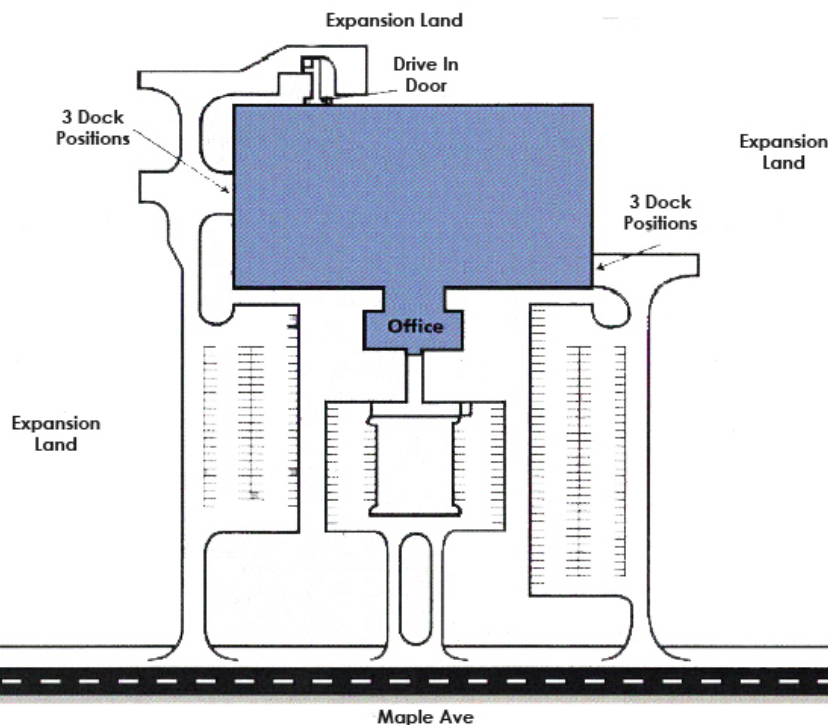 Expansion Land
Drive In
Door
3 Dock
Positions
Expansion
Land
3 Dock
Positions
Office
Expansion
Land
Maple Ave